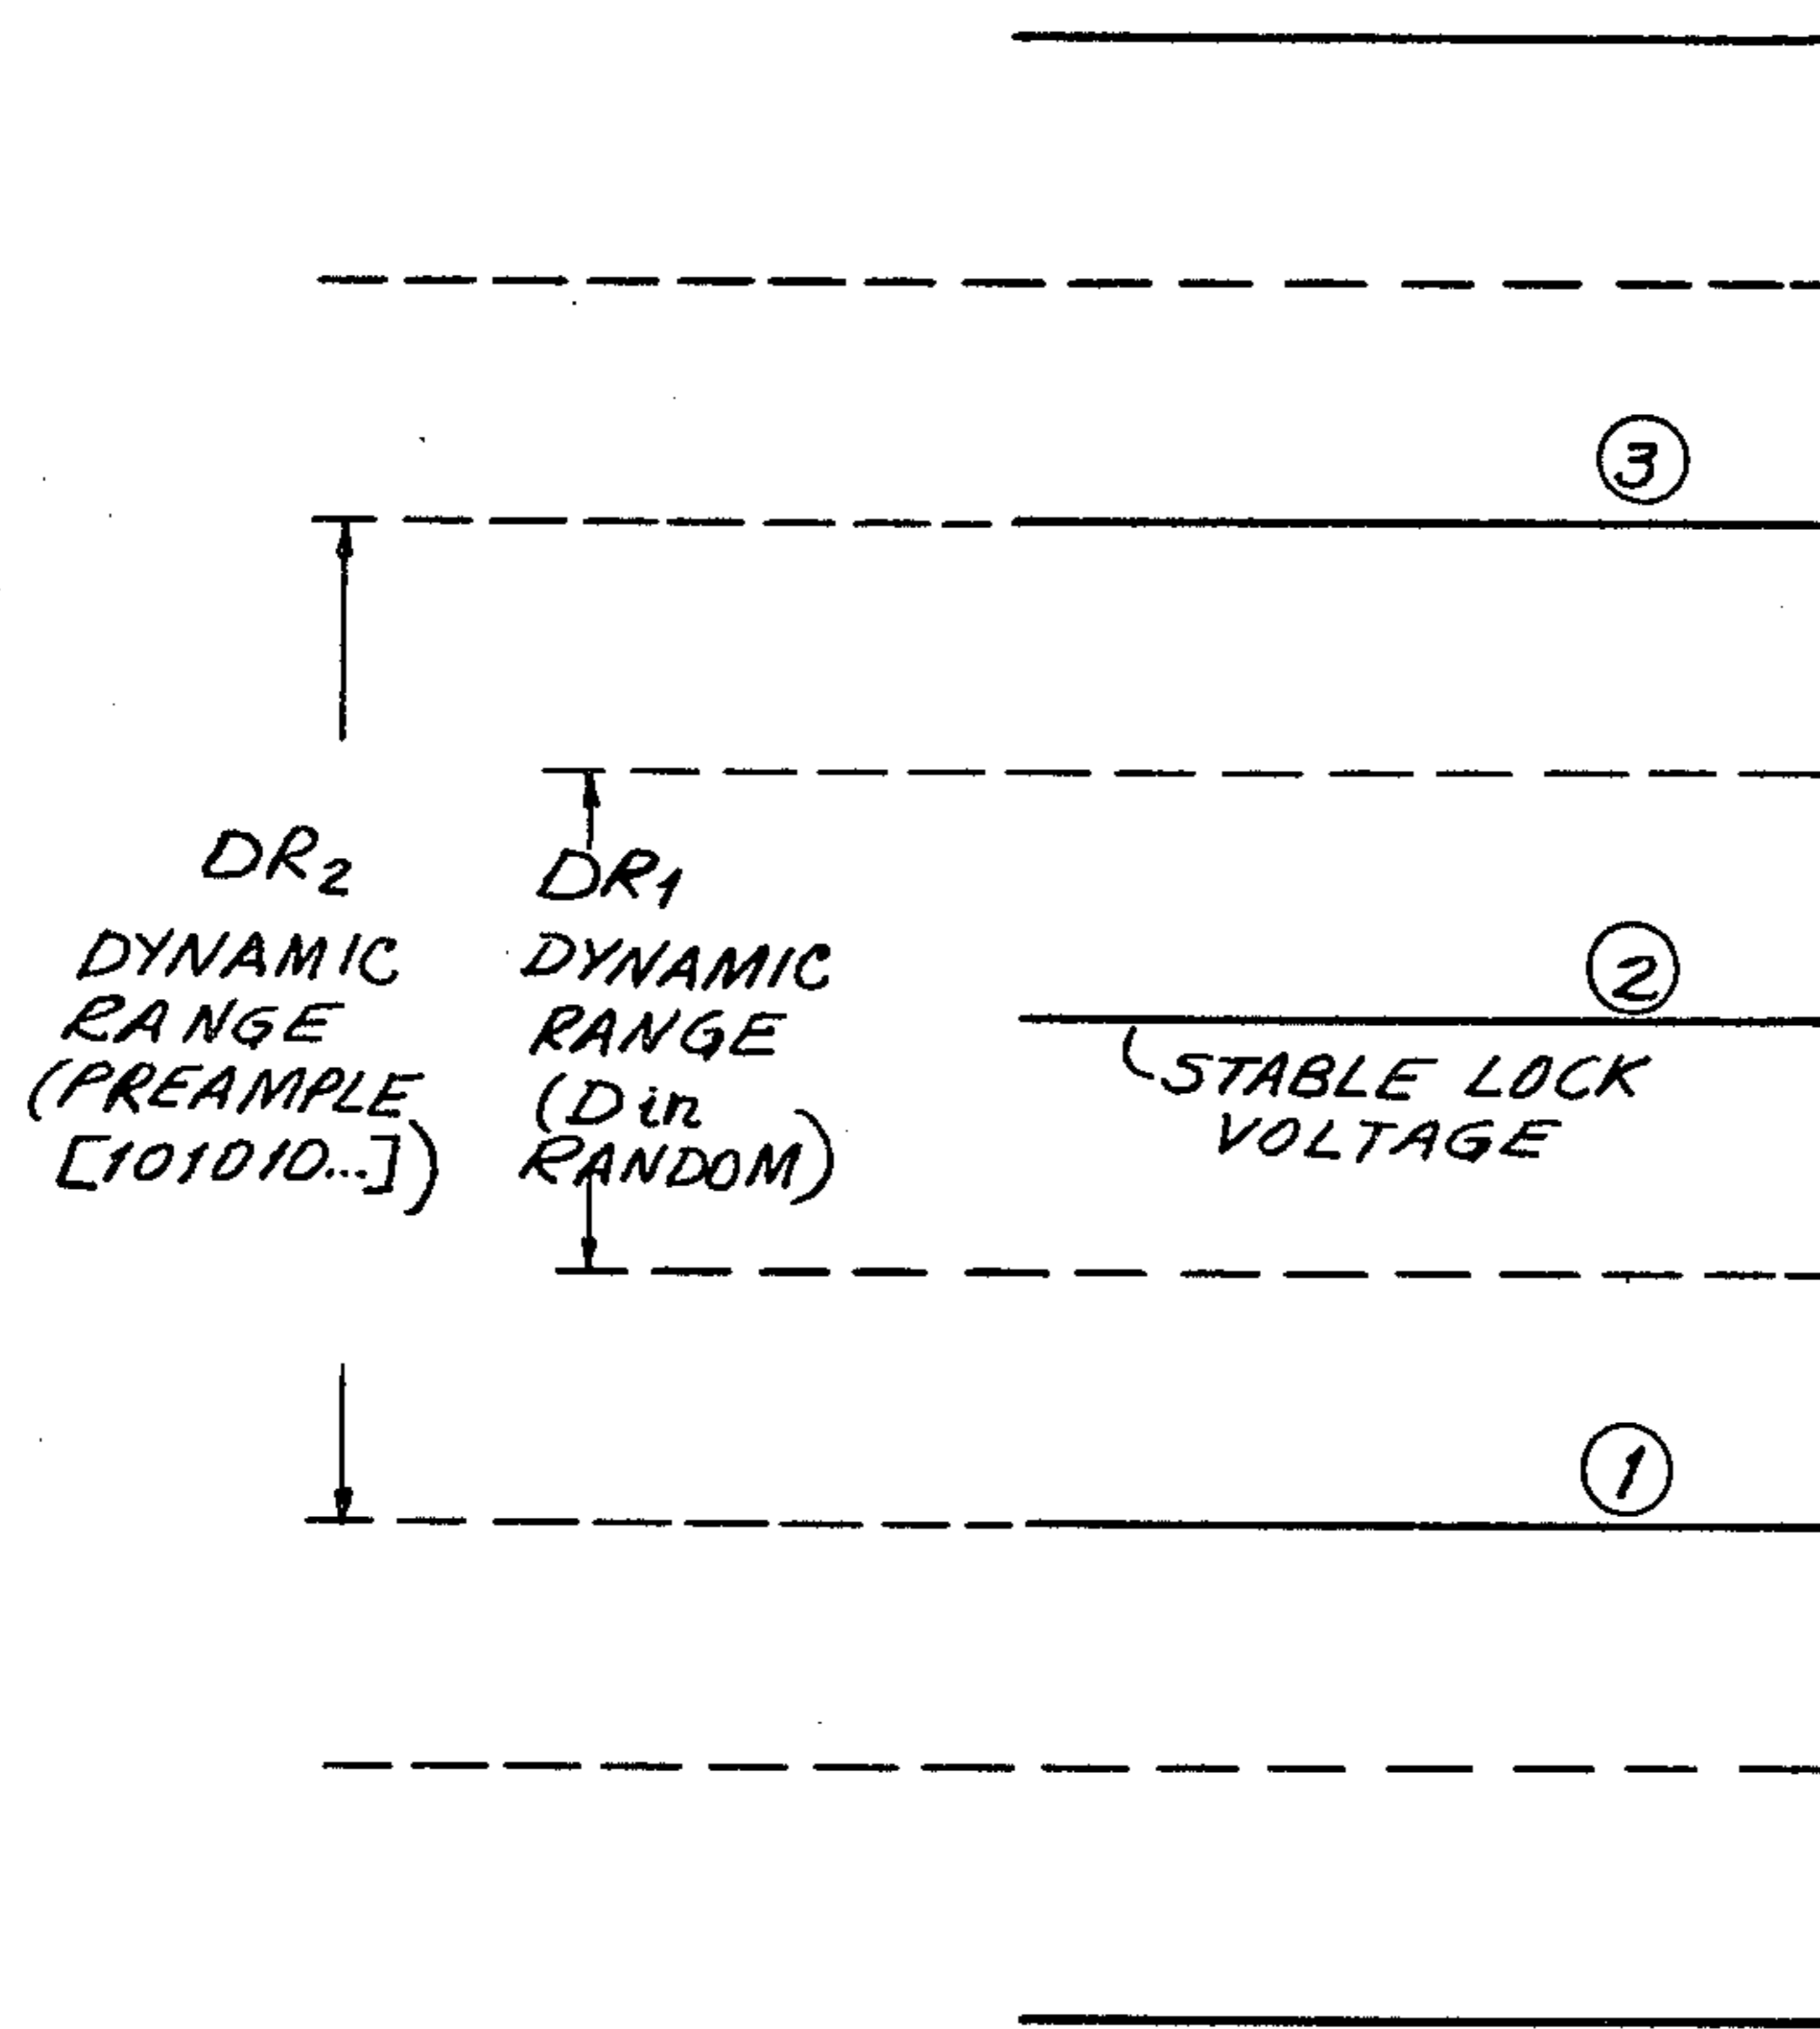 ③
DR2
DYNAMIC
RANGE
(PREAMPLE
[101010...])
DR1
DYNAMIC
RANGE
(Din
RANDOM)
②
STABLE LOCK
VOLTAGE
①